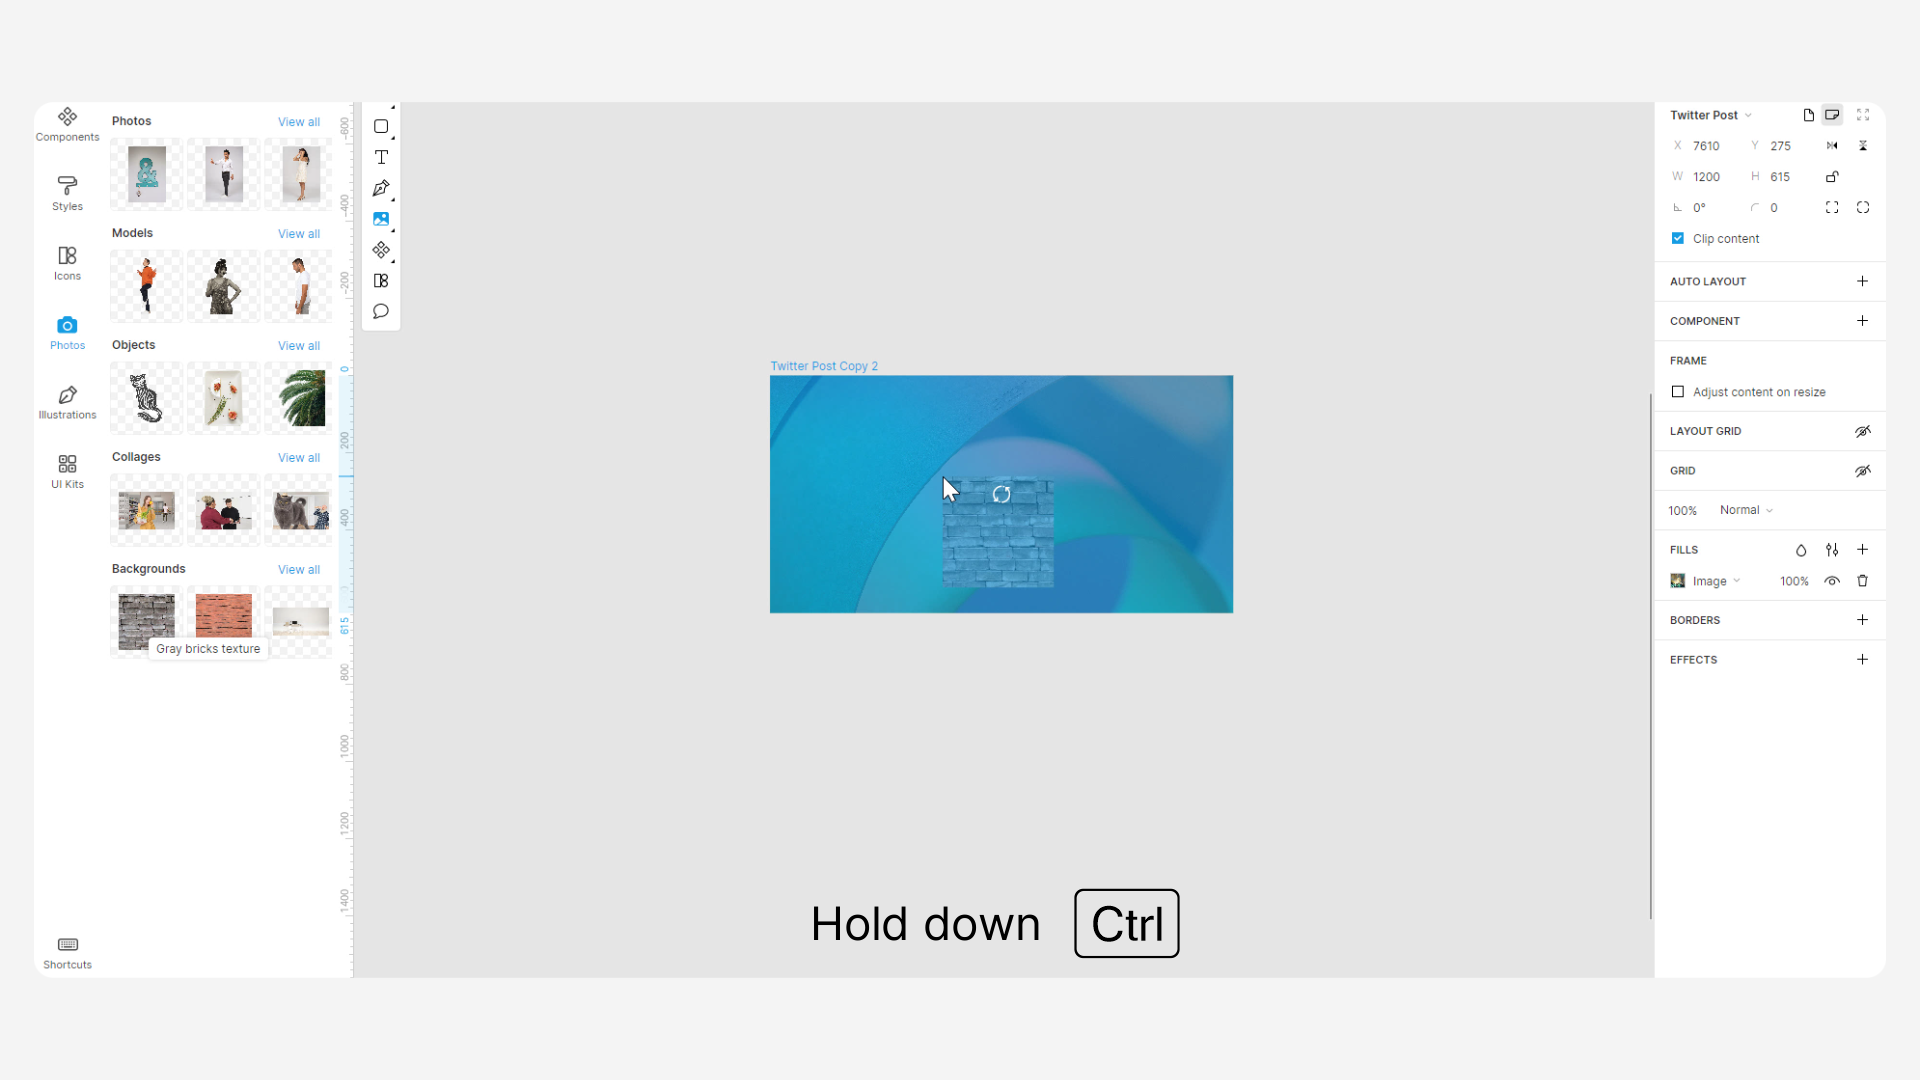 Components
Styles
Icons
Photos
Illustrations
UI Kits
Shortcuts
Photos View all
Models View all
Objects View all
Collages View all
Backgrounds View all
Gray bricks texture
-600
-400
-200
0
200
400
615
800
1000
1200
1400
T
Twitter Post Copy 2
Hold down Ctrl
Twitter Post
X 7610 Y 275
W 1200 H 615
0° 0
Clip content
AUTO LAYOUT
COMPONENT
FRAME
Adjust content on resize
LAYOUT GRID
GRID
100% Normal
FILLS
Image 100%
BORDERS
EFFECTS